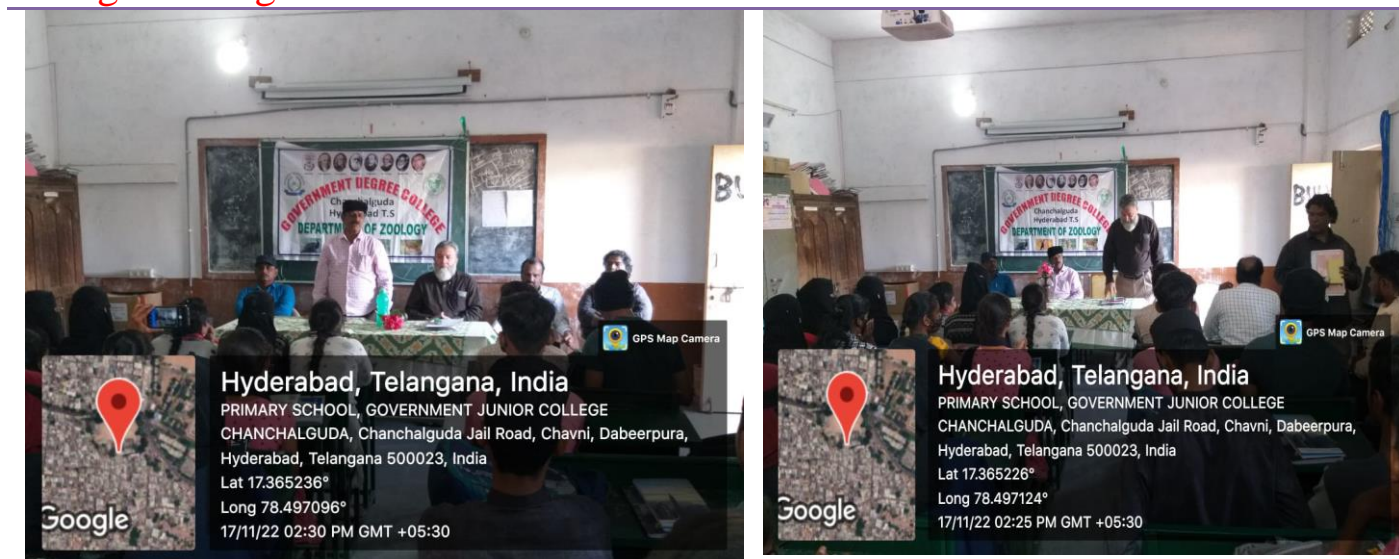 GOVERNMENT DEGREE COLLEGE
Chanchalguda
Hyderabad T.S
DEPARTMENT OF ZOOLOGY
GPS Map Camera
Google
Hyderabad, Telangana, India
PRIMARY SCHOOL, GOVERNMENT JUNIOR COLLEGE
CHANCHALGUDA, Chanchalguda Jail Road, Chavni, Dabeerpura,
Hyderabad, Telangana 500023, India
Lat 17.365236°
Long 78.497096°
17/11/22 02:30 PM GMT +05:30
GOVERNMENT DEGREE COLLEGE
Chanchalguda
Hyderabad T.S
DEPARTMENT OF ZOOLOGY
GPS Map Camera
Google
Hyderabad, Telangana, India
PRIMARY SCHOOL, GOVERNMENT JUNIOR COLLEGE
CHANCHALGUDA, Chanchalguda Jail Road, Chavni, Dabeerpura,
Hyderabad, Telangana 500023, India
Lat 17.365226°
Long 78.497124°
17/11/22 02:25 PM GMT +05:30